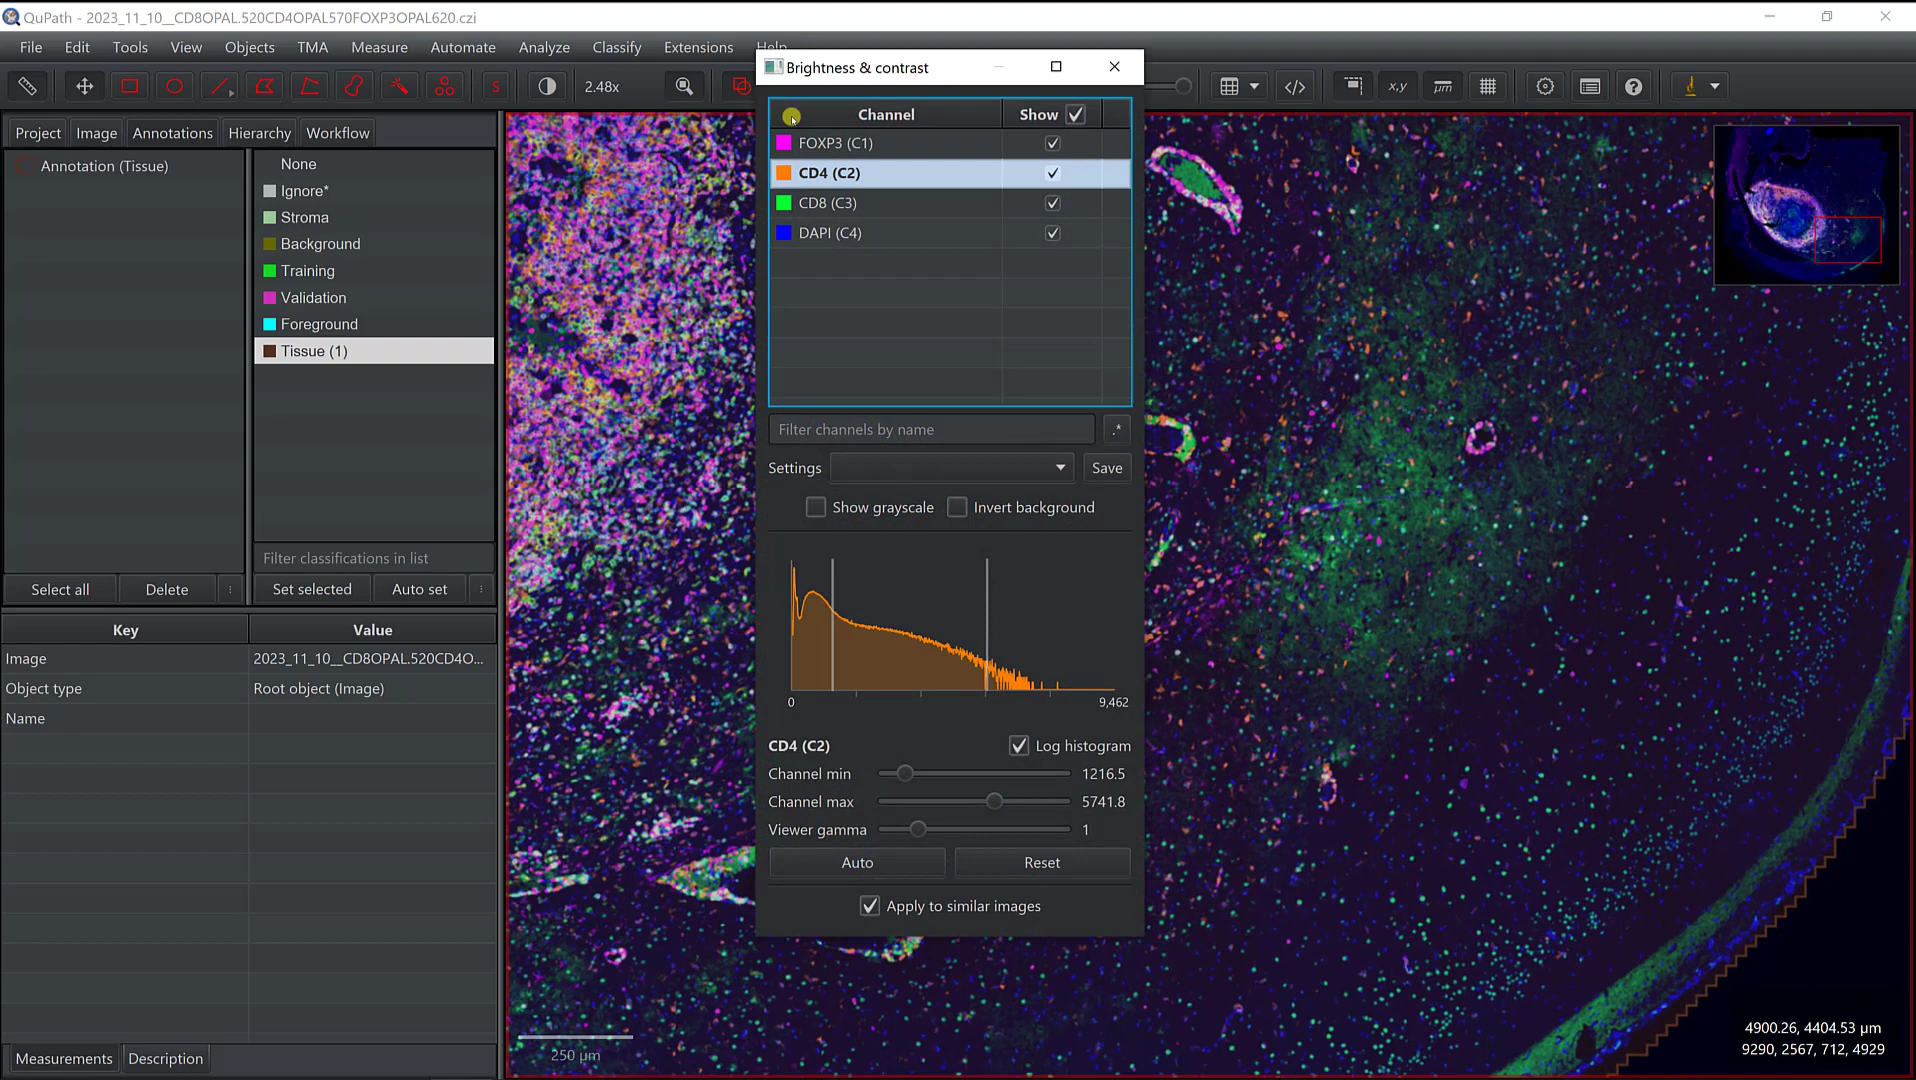 QuPath - 2023_11_10__CD8OPAL.520CD4OPAL570FOXP3OPAL620.czi
File Edit Tools View Objects TMA Measure Automate Analyze Classify Extensions Help
S 2.48x </> x,y
Brightness & contrast
Project Image Annotations Hierarchy Workflow
Annotation (Tissue)
None
Ignore*
Stroma
Background
Training
Validation
Foreground
Tissue (1)
Filter classifications in list
Select all Delete Set selected Auto set
Key Value
Image 2023_11_10__CD8OPAL.520CD4O...
Object type Root object (Image)
Name
Measurements Description
Channel Show
FOXP3 (C1)
CD4 (C2)
CD8 (C3)
DAPI (C4)
Filter channels by name .*
Settings Save
Show grayscale Invert background
0 9,462
CD4 (C2) Log histogram
Channel min 1216.5
Channel max 5741.8
Viewer gamma 1
Auto Reset
Apply to similar images
250 µm
4900.26, 4404.53 µm
9290, 2567, 712, 4929